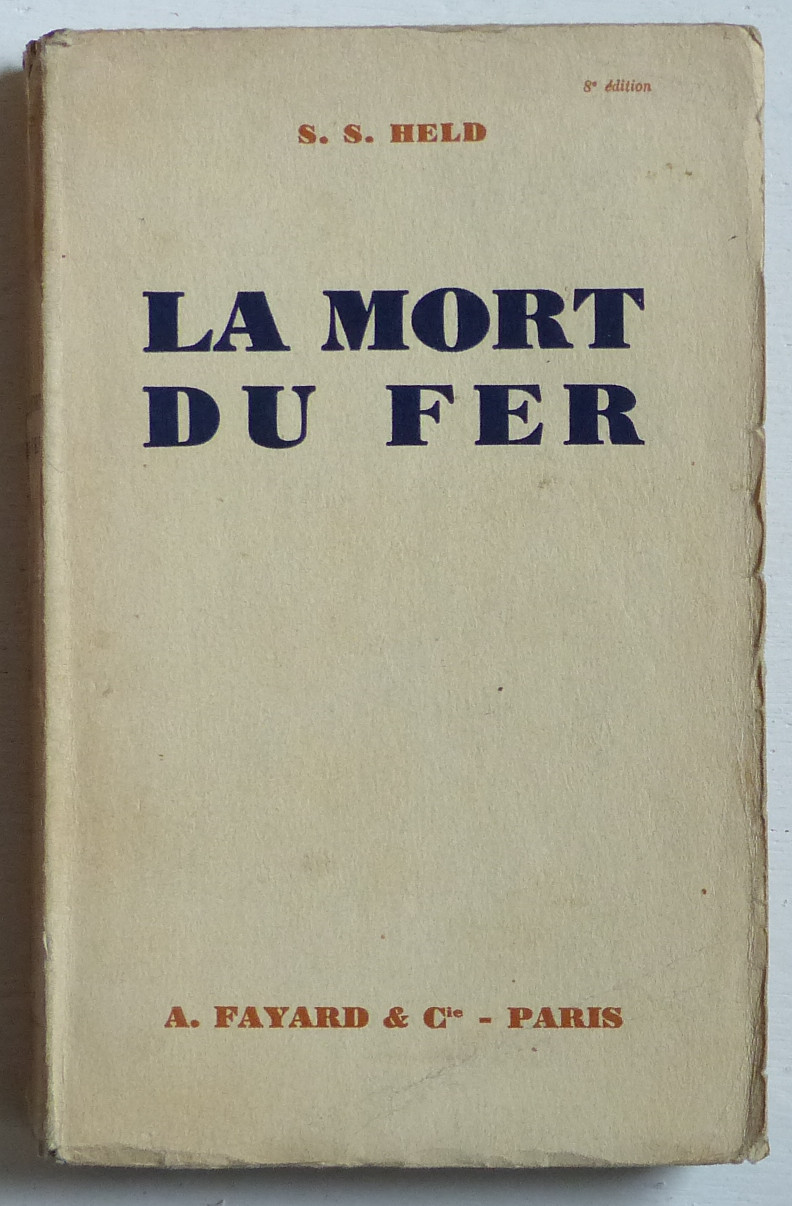 8e édition
S. S. HELD
LA MORT
DU FER
A. FAYARD & Cie - PARIS